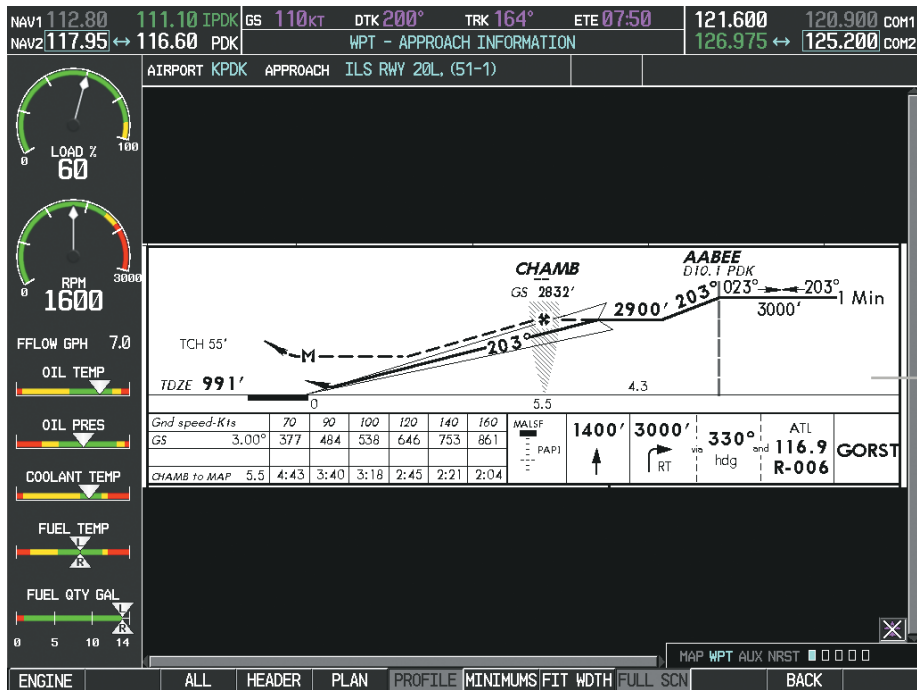 NAV1 112.80 111.10 IPDK GS 110KT DTK 200° TRK 164° ETE 07:50 121.600 120.900 COM1
NAV2 117.95 ↔ 116.60 PDK WPT - APPROACH INFORMATION 126.975 ↔ 125.200 COM2
AIRPORT KPDK APPROACH ILS RWY 20L, (51-1)
0 100
LOAD %
60
3000
0
RPM
1600
FFLOW GPH 7.0
OIL TEMP
OIL PRES
COOLANT TEMP
FUEL TEMP
L
R
FUEL QTY GAL
L
R
0 5 10 14
CHAMB
GS 2832'
AABEE
D10.1 PDK
203° 023° 203°
2900' 3000' 1 Min
TCH 55' M 203°
TDZE 991'
0 5.5 4.3
Gnd speed-Kts 70 90 100 120 140 160
GS 3.00° 377 484 538 646 753 861
CHAMB to MAP 5.5 4:43 3:40 3:18 2:45 2:21 2:04
MALSF
PAPI
1400'
3000'
RT
via 330° and
hdg
ATL
116.9
R-006
GORST
MAP WPT AUX NRST
ENGINE ALL HEADER PLAN PROFILE MINIMUMS FIT WDTH FULL SCN BACK